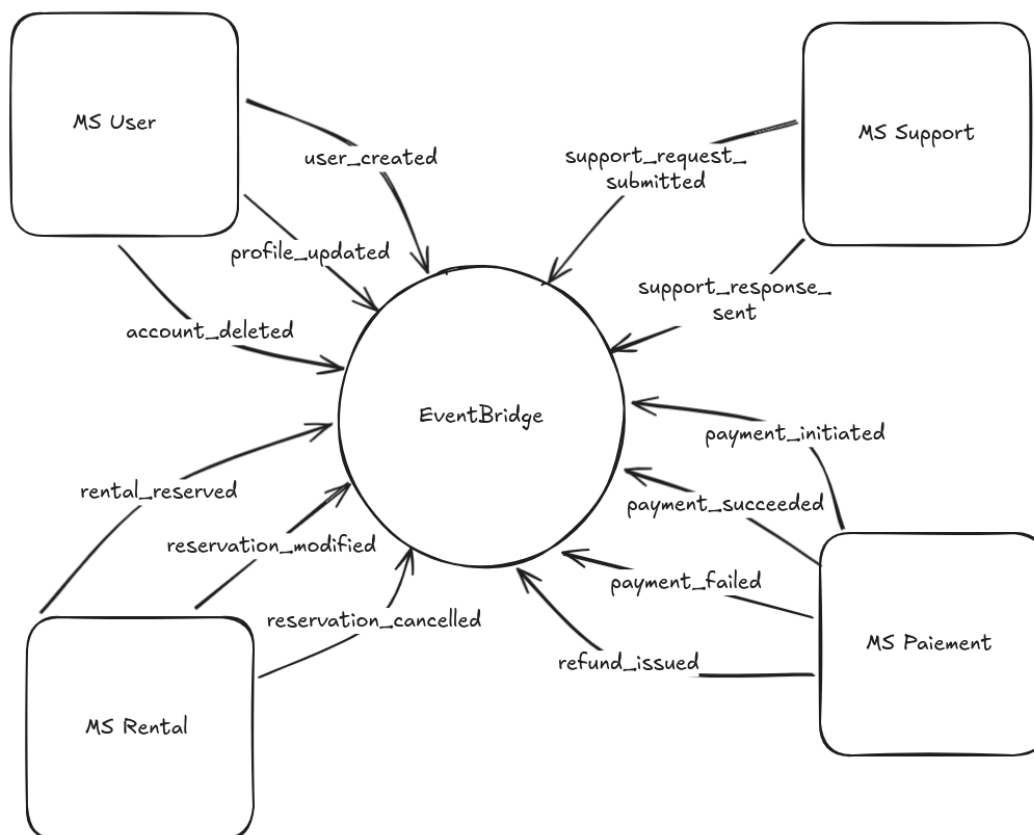 MS User
MS Support
user_created
support_request_
submitted
profile_updated
support_response_
sent
account_deleted
EventBridge
payment_initiated
rental_reserved
payment_succeeded
reservation_modified
payment_failed
reservation_cancelled
MS Paiement
refund_issued
MS Rental